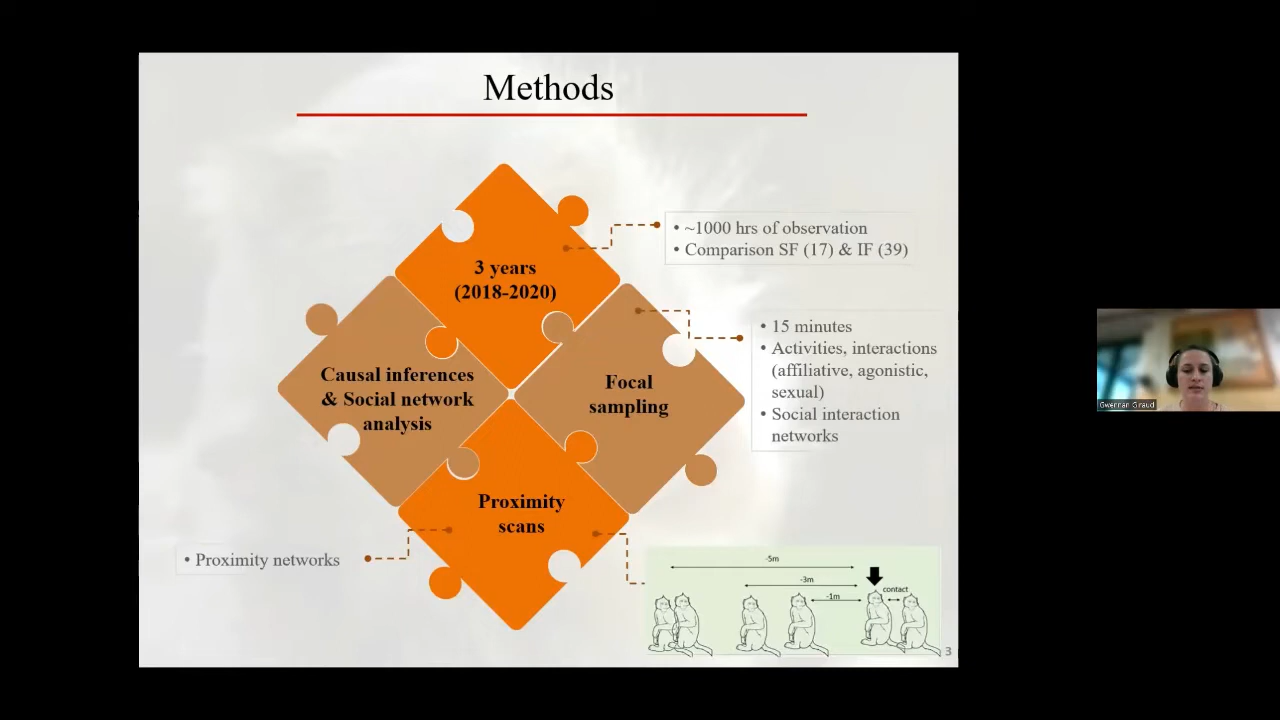 Methods
3 years
(2018-2020)
• ~1000 hrs of observation
• Comparison SF (17) & IF (39)
Causal inferences
& Social network
analysis
Focal
sampling
• 15 minutes
• Activities, interactions
(affiliative, agonistic,
sexual)
• Social interaction
networks
Proximity
scans
• Proximity networks
-5m
-3m
-1m
contact
3
Gwennan Giraud